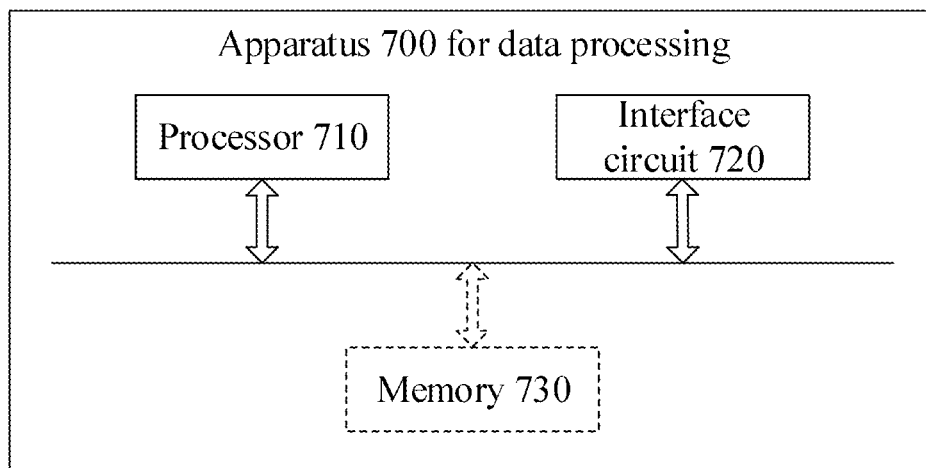 Apparatus 700 for data processing
Processor 710
Interface
circuit 720
Memory 730